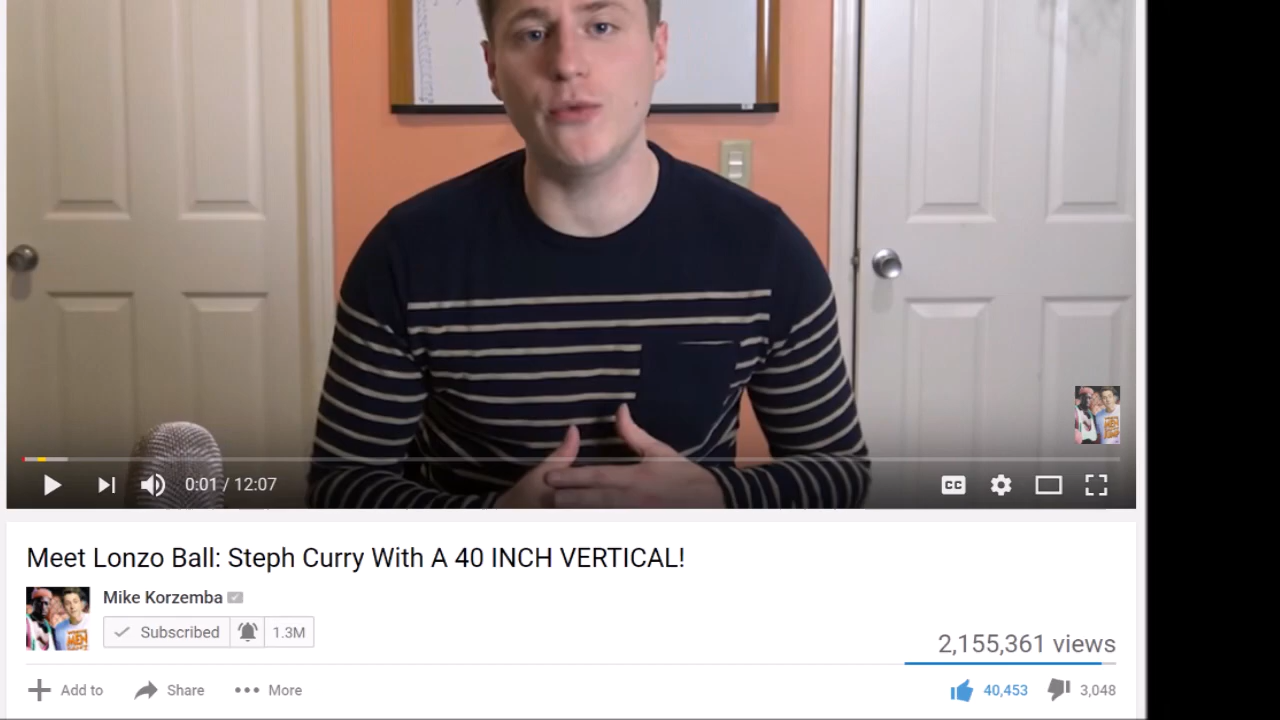 0:01 / 12:07
CC
Meet Lonzo Ball: Steph Curry With A 40 INCH VERTICAL!
Mike Korzemba
Subscribed 1.3M
2,155,361 views
Add to Share More 40,453 3,048